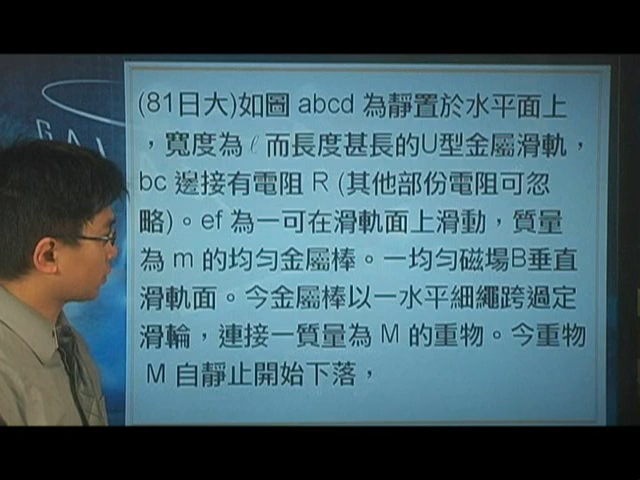 (81日大)如圖 abcd 為靜置於水平面上
，寬度為 ℓ 而長度甚長的U型金屬滑軌，
bc 邊接有電阻 R (其他部份電阻可忽
略)。ef 為一可在滑軌面上滑動，質量
為 m 的均勻金屬棒。一均勻磁場B垂直
滑軌面。今金屬棒以一水平細繩跨過定
滑輪，連接一質量為 M 的重物。今重物
M 自靜止開始下落，
GAL